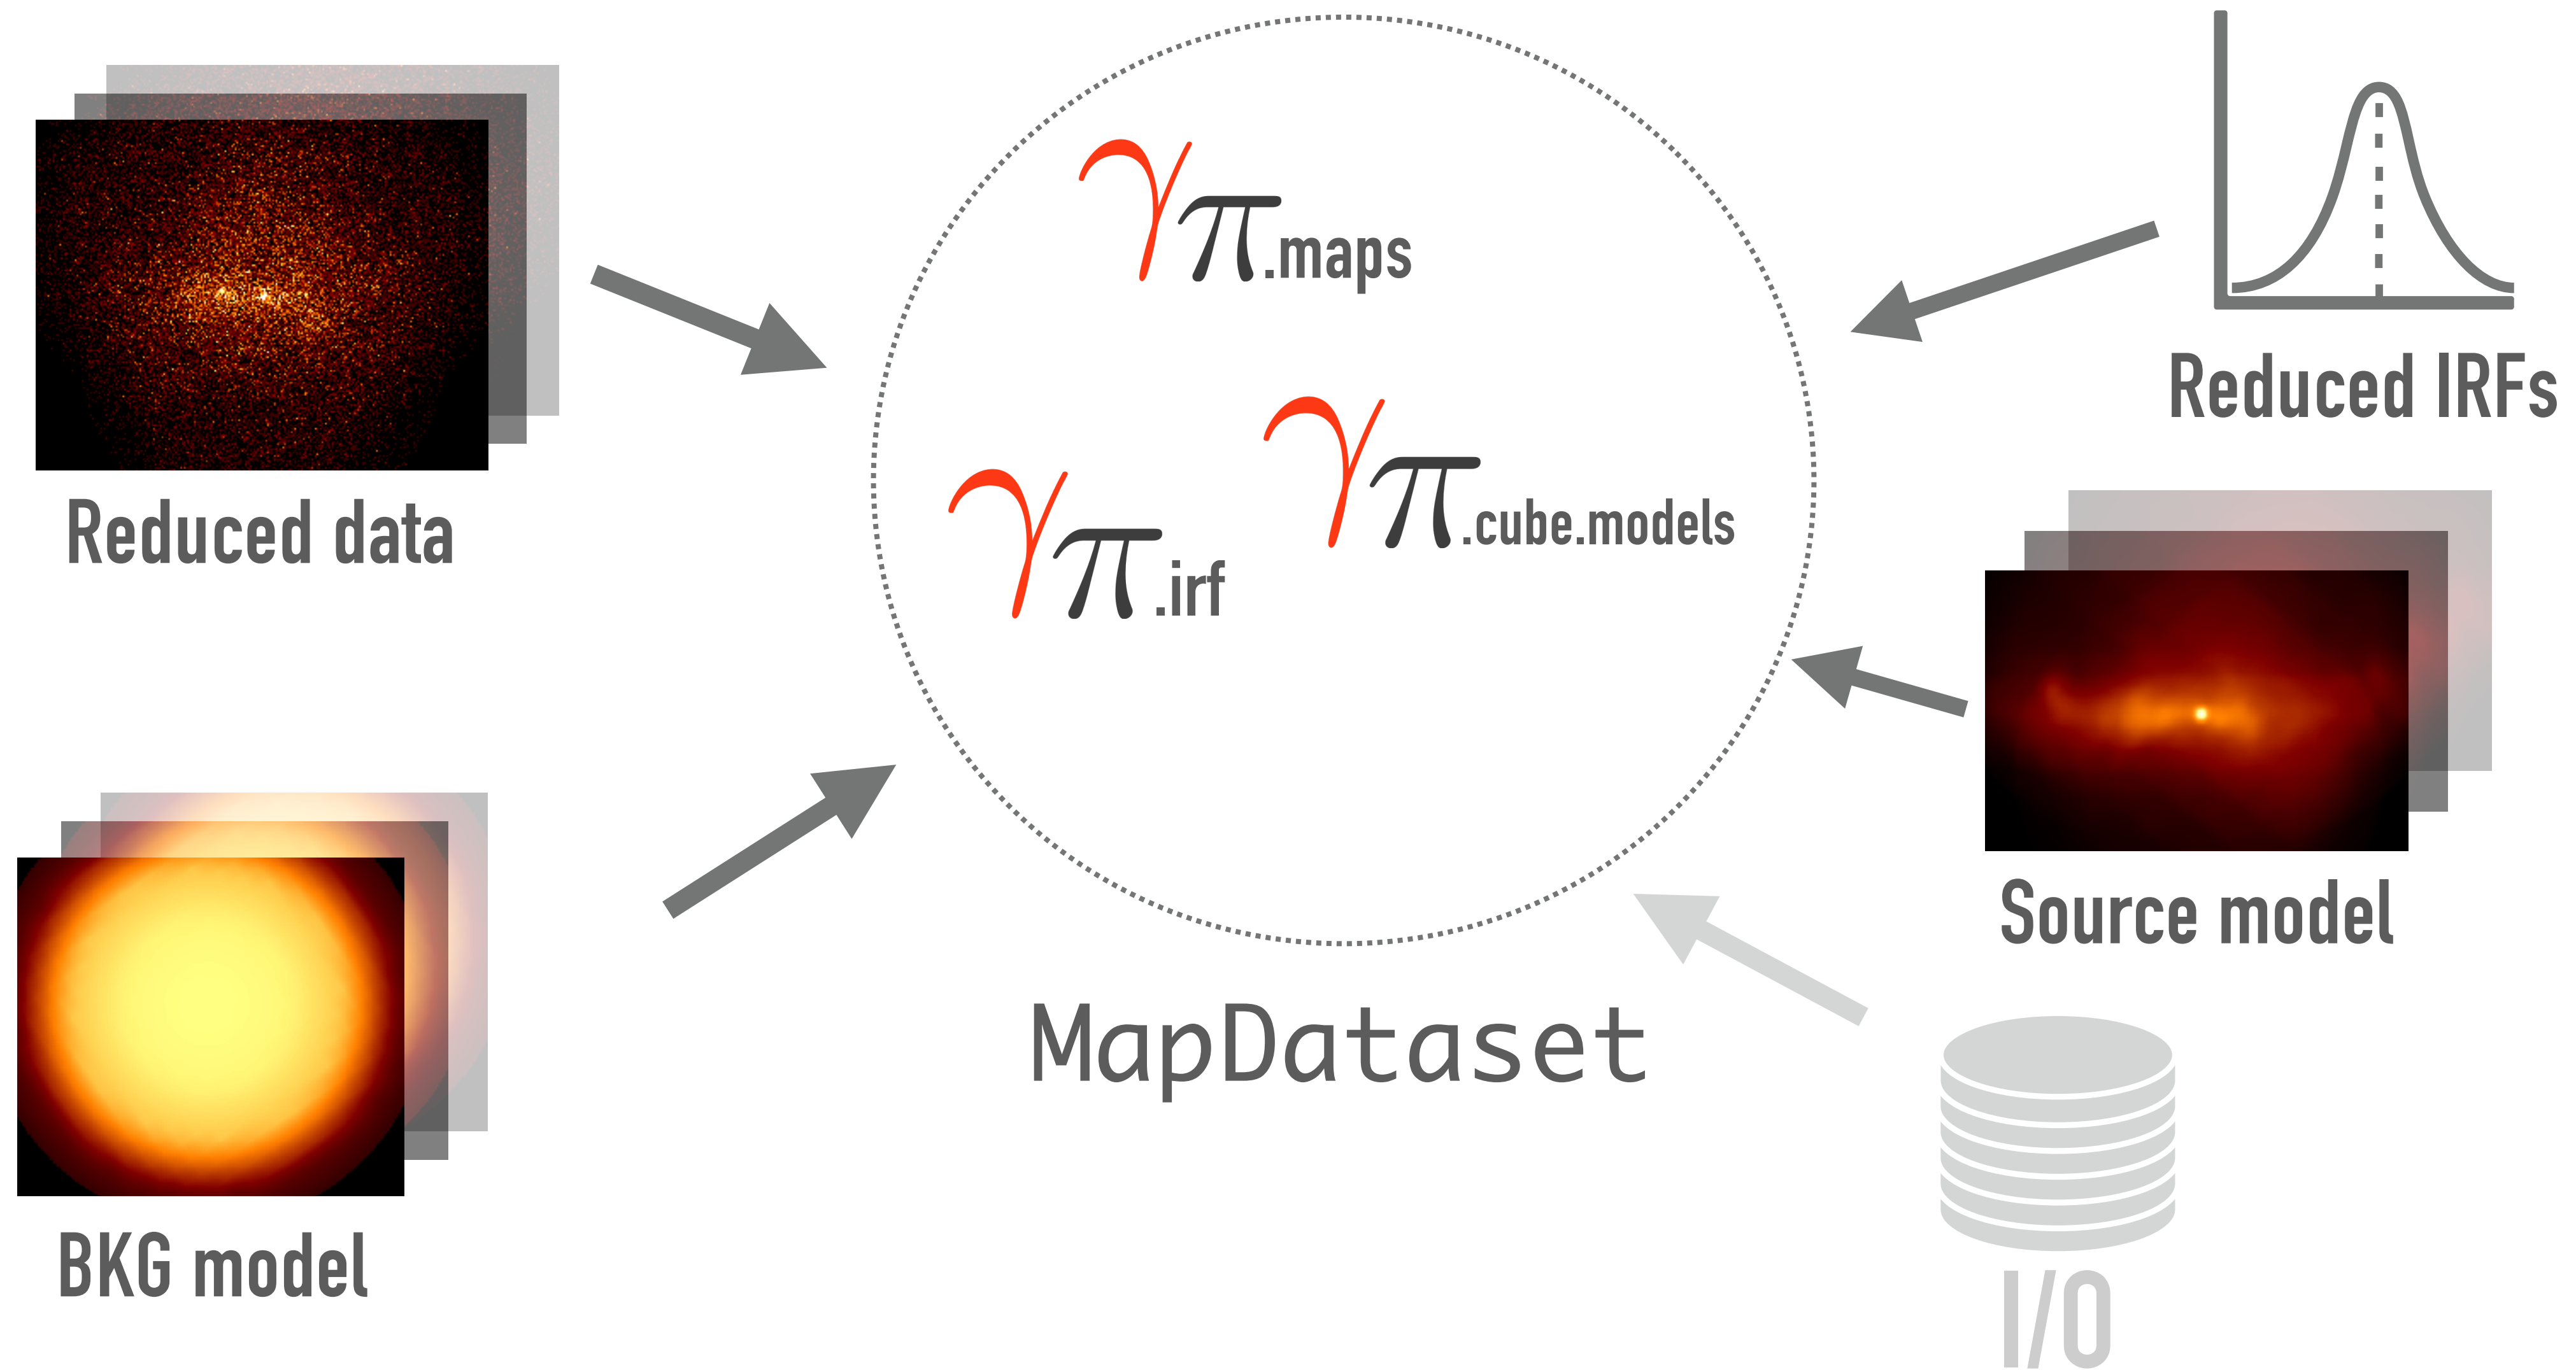 γπ.maps
Reduced IRFs
γπ.cube.models
Reduced data
γπ.irf
Source model
MapDataset
BKG model
I/O